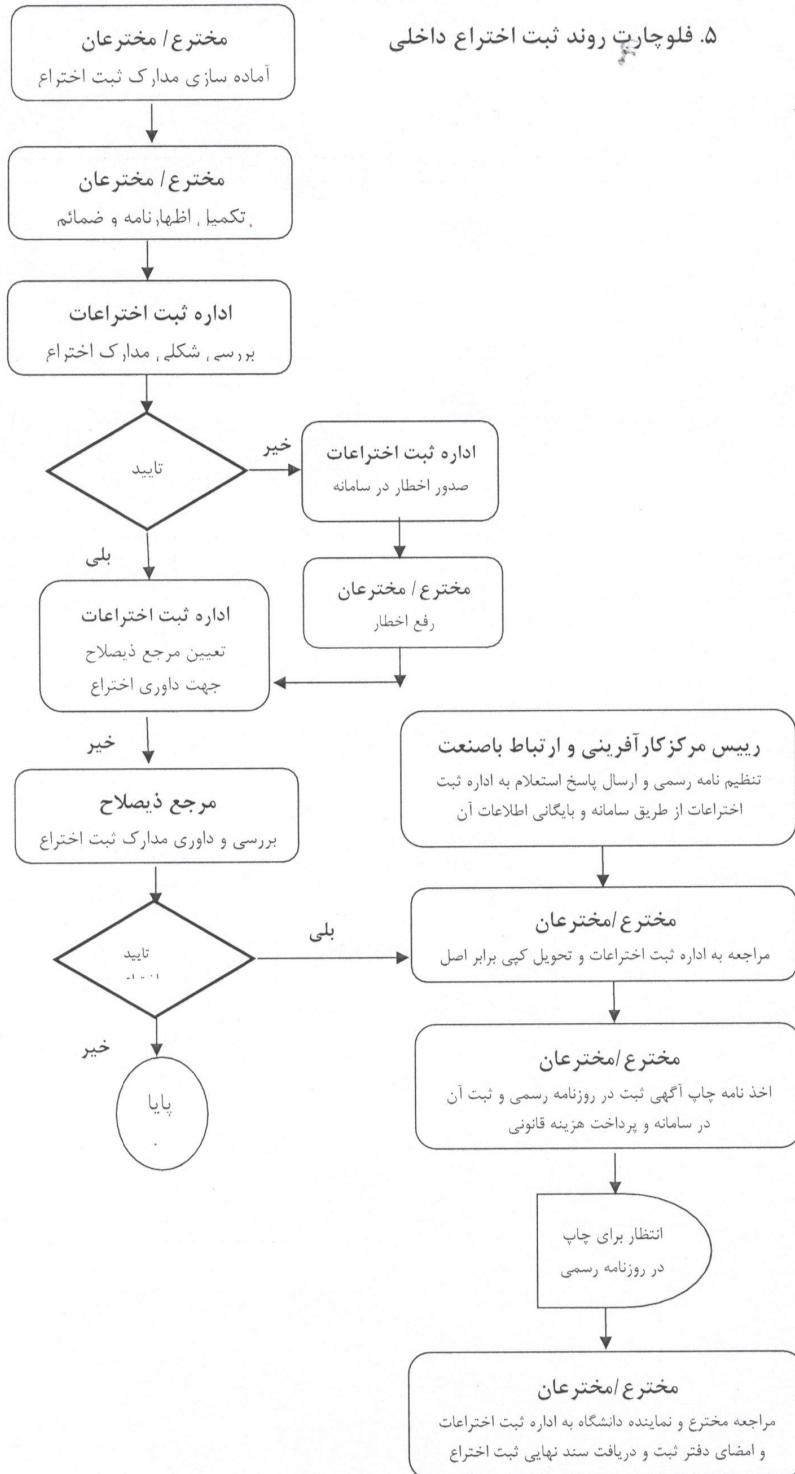 ۵. فلوچارت روند ثبت اختراع داخلی
مخترع/ مخترعان
آماده سازی مدارک ثبت اختراع
مخترع/ مخترعان
تکمیل اظهارنامه و ضمائم
اداره ثبت اختراعات
بررسی شکلی مدارک اختراع
تایید
خیر
اداره ثبت اختراعات
صدور اخطار در سامانه
مخترع/ مخترعان
رفع اخطار
بلی
اداره ثبت اختراعات
تعیین مرجع ذیصلاح
جهت داوری اختراع
خیر
مرجع ذیصلاح
بررسی و داوری مدارک ثبت اختراع
تایید
خیر
پایا
بلی
رییس مرکزکارآفرینی و ارتباط باصنعت
تنظیم نامه رسمی و ارسال پاسخ استعلام به اداره ثبت
اختراعات از طریق سامانه و بایگانی اطلاعات آن
مخترع/مخترعان
مراجعه به اداره ثبت اختراعات و تحویل کپی برابر اصل
مخترع/مخترعان
اخذ نامه چاپ آگهی ثبت در روزنامه رسمی و ثبت آن
در سامانه و پرداخت هزینه قانونی
انتظار برای چاپ
در روزنامه رسمی
مخترع/مخترعان
مراجعه مخترع و نماینده دانشگاه به اداره ثبت اختراعات
و امضای دفتر ثبت و دریافت سند نهایی ثبت اختراع